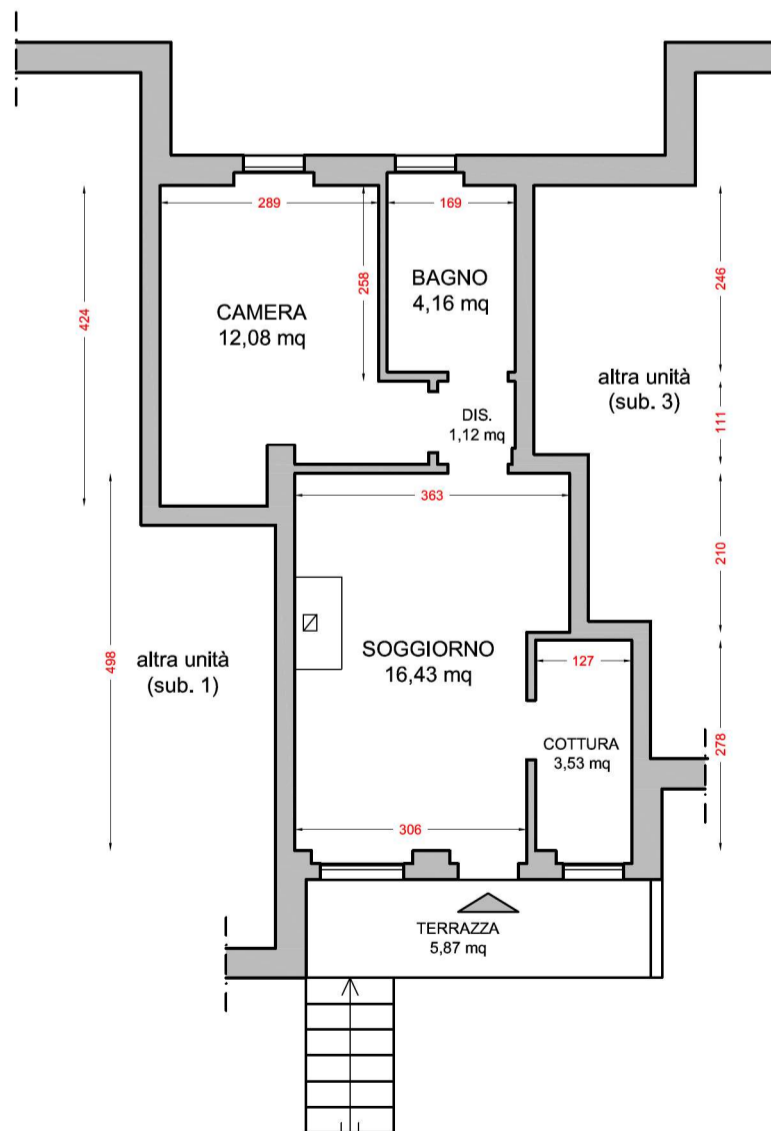 289
169
258
246
424
CAMERA
12,08 mq
BAGNO
4,16 mq
altra unità
(sub. 3)
DIS.
1,12 mq
111
363
210
498
altra unità
(sub. 1)
SOGGIORNO
16,43 mq
127
278
COTTURA
3,53 mq
306
TERRAZZA
5,87 mq